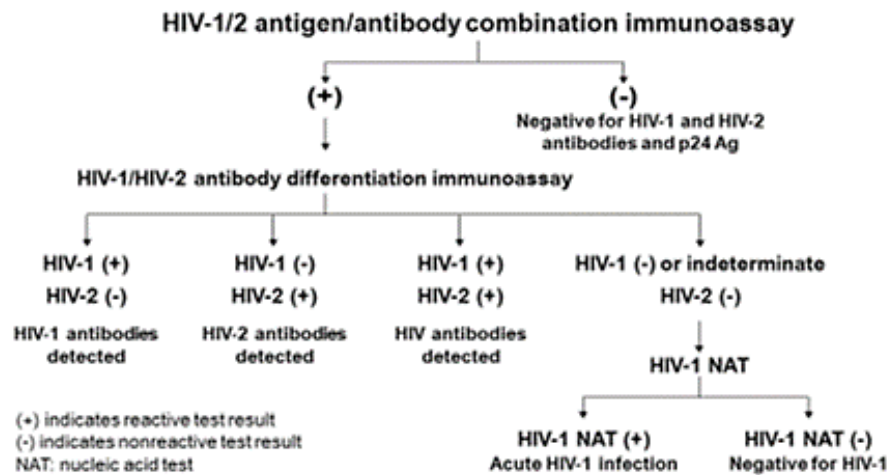 HIV-1/2 antigen/antibody combination immunoassay
(+)
(-)
Negative for HIV-1 and HIV-2
antibodies and p24 Ag
HIV-1/HIV-2 antibody differentiation immunoassay
HIV-1 (+)
HIV-2 (-)
HIV-1 antibodies
detected
HIV-1 (-)
HIV-2 (+)
HIV-2 antibodies
detected
HIV-1 (+)
HIV-2 (+)
HIV antibodies
detected
HIV-1 (-) or indeterminate
HIV-2 (-)
HIV-1 NAT
HIV-1 NAT (+)
Acute HIV-1 Infection
HIV-1 NAT (-)
Negative for HIV-1
(+) indicates reactive test result
(-) indicates nonreactive test result
NAT: nucleic acid test